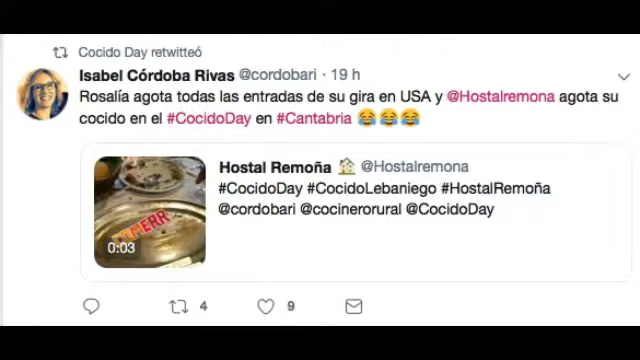 Cocido Day retwitteó
Isabel Córdoba Rivas @cordobari · 19 h
Rosalía agota todas las entradas de su gira en USA y @Hostalremona agota su
cocido en el #CocidoDay en #Cantabria 😂😂😂
Hostal Remoña 🏡 @Hostalremona
#CocidoDay #CocidoLebaniego #HostalRemoña
@cordobari @cocinerorural @CocidoDay
0:03
4
9